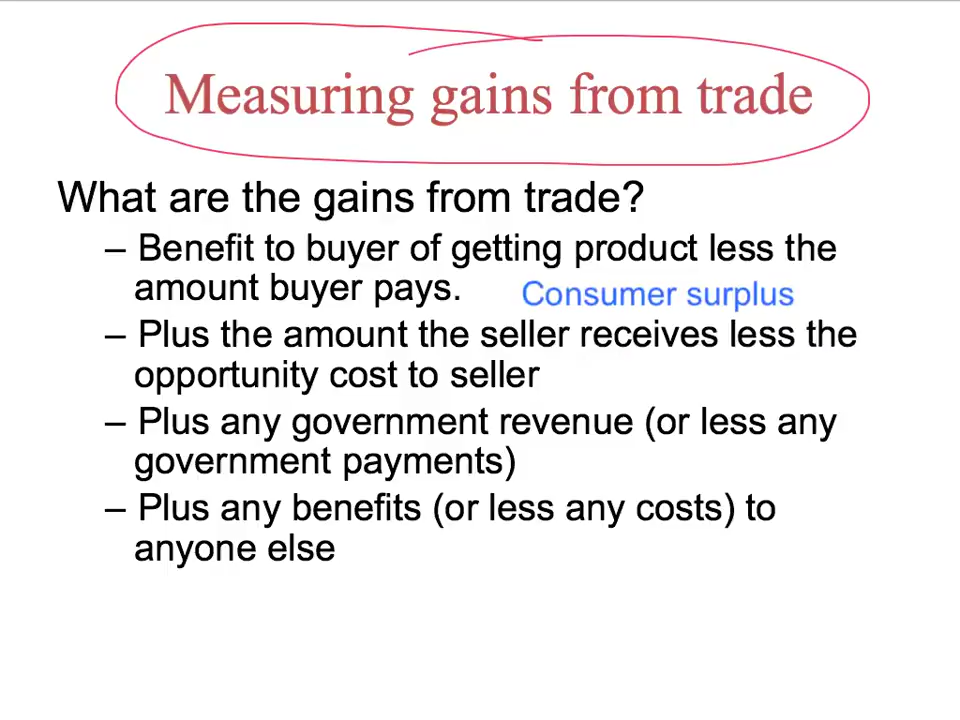 Measuring gains from trade
What are the gains from trade?
– Benefit to buyer of getting product less the
amount buyer pays.
Consumer surplus
– Plus the amount the seller receives less the
opportunity cost to seller
– Plus any government revenue (or less any
government payments)
– Plus any benefits (or less any costs) to
anyone else